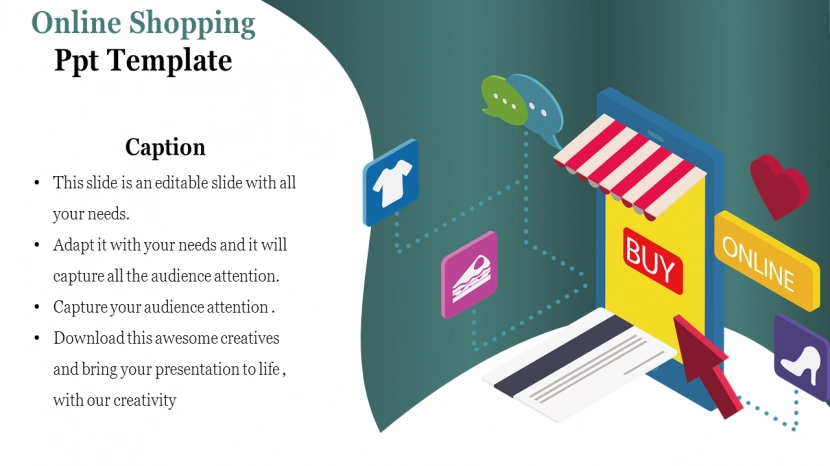 Online Shopping
Ppt Template
Caption
• This slide is an editable slide with all
your needs.
• Adapt it with your needs and it will
capture all the audience attention.
• Capture your audience attention .
• Download this awesome creatives
and bring your presentation to life ,
with our creativity
BUY
ONLINE